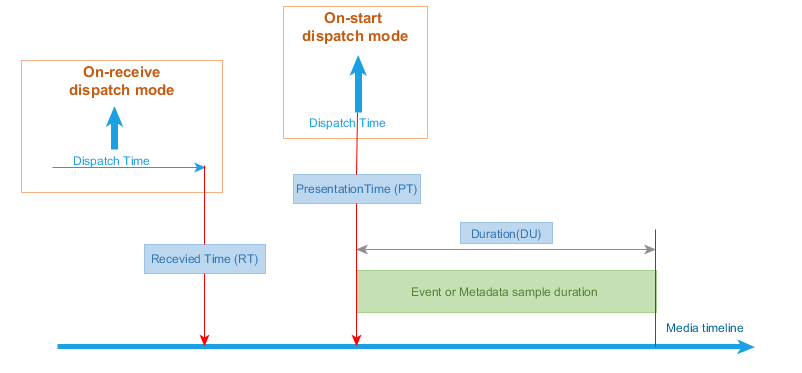 On-start
dispatch mode
On-receive
dispatch mode
Dispatch Time
Dispatch Time
PresentationTime (PT)
Duration(DU)
Recevied Time (RT)
Event or Metadata sample duration
Media timeline